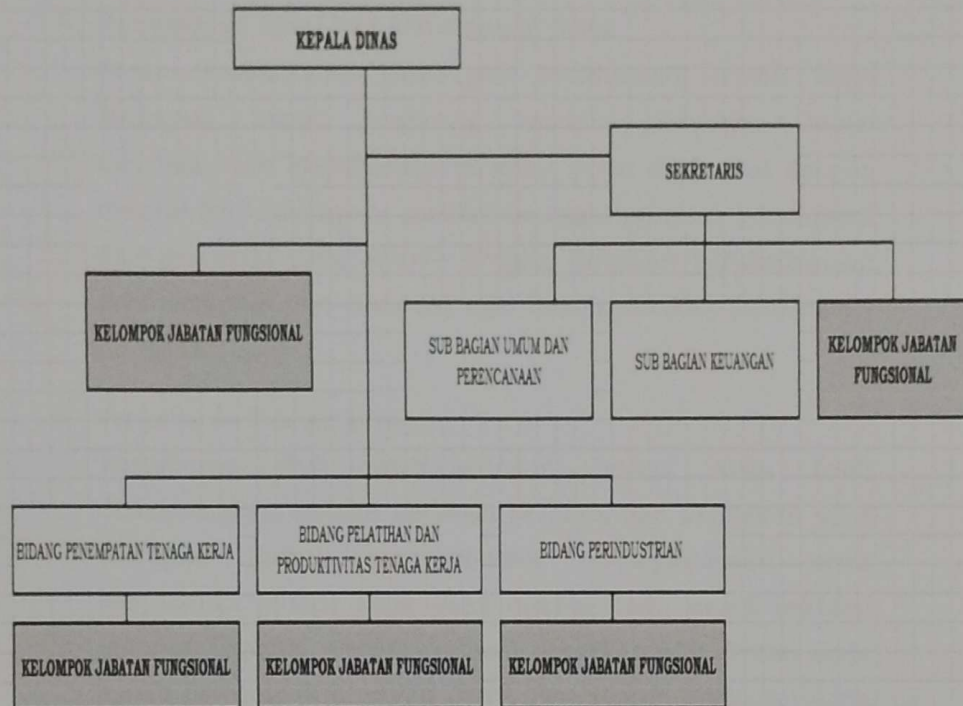 KEPALA DINAS
SEKRETARIS
KELOMPOK JABATAN FUNGSIONAL
SUB BAGIAN UMUM DAN
PERENCANAAN
SUB BAGIAN KEUANGAN
KELOMPOK JABATAN
FUNGSIONAL
BIDANG PENEMPATAN TENAGA KERJA
BIDANG PELATIHAN DAN
PRODUKTIVITAS TENAGA KERJA
BIDANG PERINDUSTRIAN
KELOMPOK JABATAN FUNGSIONAL
KELOMPOK JABATAN FUNGSIONAL
KELOMPOK JABATAN FUNGSIONAL